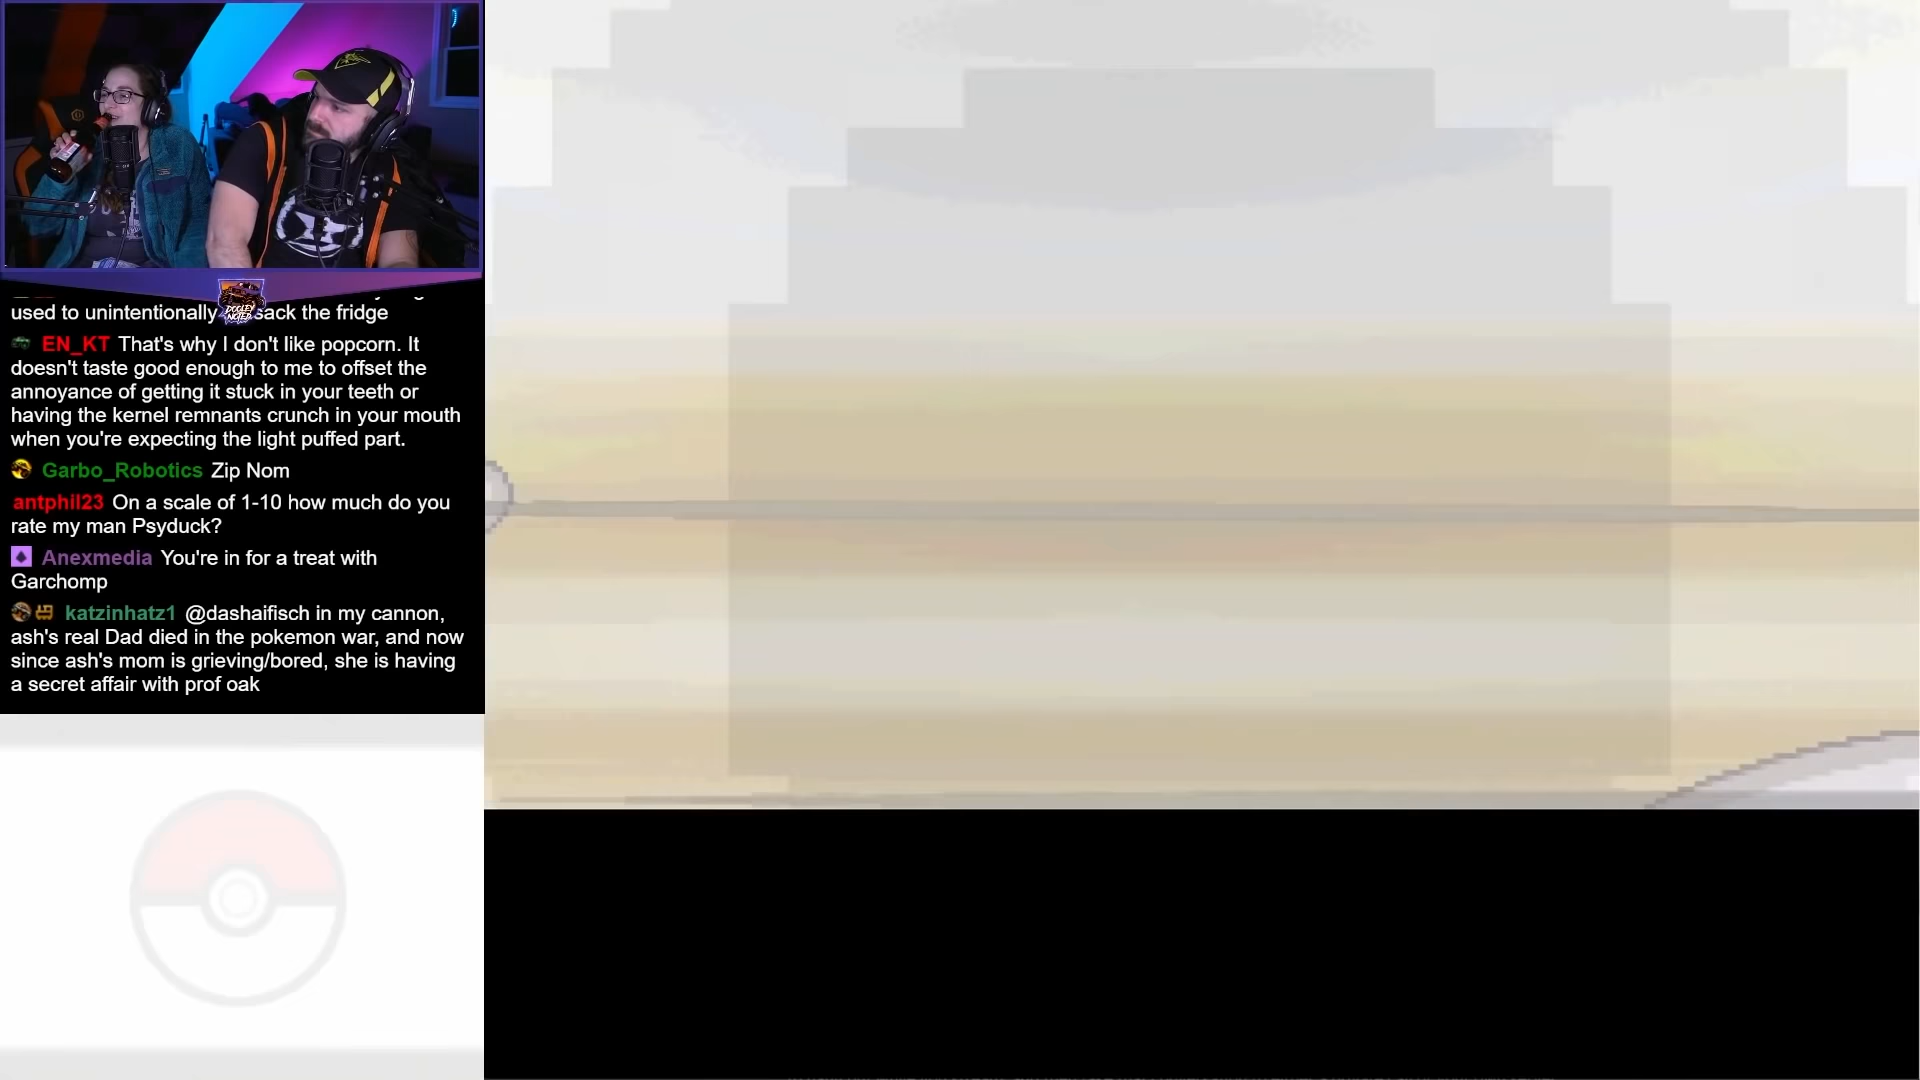 used to unintentionally sack the fridge
DOOLEY
NOTED
EN_KT That's why I don't like popcorn. It
doesn't taste good enough to me to offset the
annoyance of getting it stuck in your teeth or
having the kernel remnants crunch in your mouth
when you're expecting the light puffed part.
Garbo_Robotics Zip Nom
antphil23 On a scale of 1-10 how much do you
rate my man Psyduck?
Anexmedia You're in for a treat with
Garchomp
katzinhatz1 @dashaifisch in my cannon,
ash's real Dad died in the pokemon war, and now
since ash's mom is grieving/bored, she is having
a secret affair with prof oak